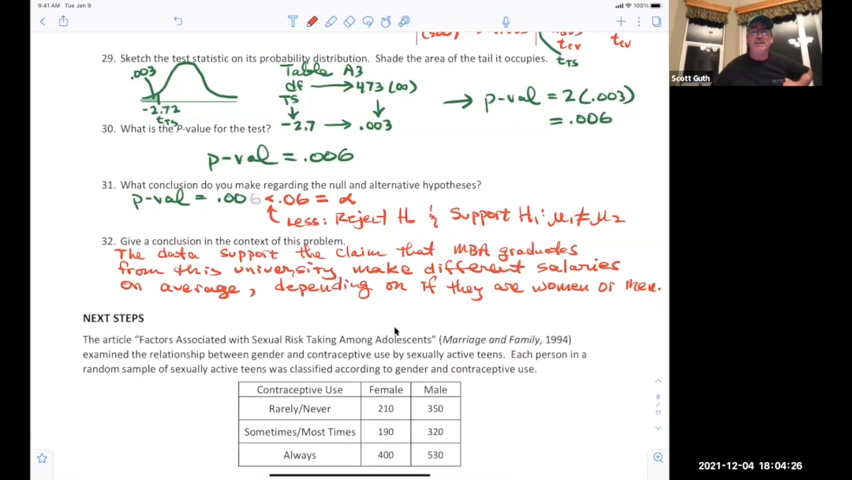 9:41 AM Tue Jan 9
100%
29. Sketch the test statistic on its probability distribution. Shade the area of the tail it occupies.
tcv
tcv
tTS
.003
-2.72
tTS
Table A3
df → 473 (∞)
TS
-2.7 → .003
→ p-val = 2(.003)
= .006
30. What is the P-value for the test?
p-val = .006
31. What conclusion do you make regarding the null and alternative hypotheses?
p-val = .006 < .06 = α
Less: Reject H₀ & Support H₁: μ₁ ≠ μ₂
32. Give a conclusion in the context of this problem.
The data support the claim that MBA graduates
from this university make different salaries
on average, depending on if they are women or men.
NEXT STEPS
The article "Factors Associated with Sexual Risk Taking Among Adolescents" (Marriage and Family, 1994)
examined the relationship between gender and contraceptive use by sexually active teens. Each person in a
random sample of sexually active teens was classified according to gender and contraceptive use.
Contraceptive Use Female Male
Rarely/Never 210 350
Sometimes/Most Times 190 320
Always 400 530
8
/
11
Scott Guth
2021-12-04 18:04:26